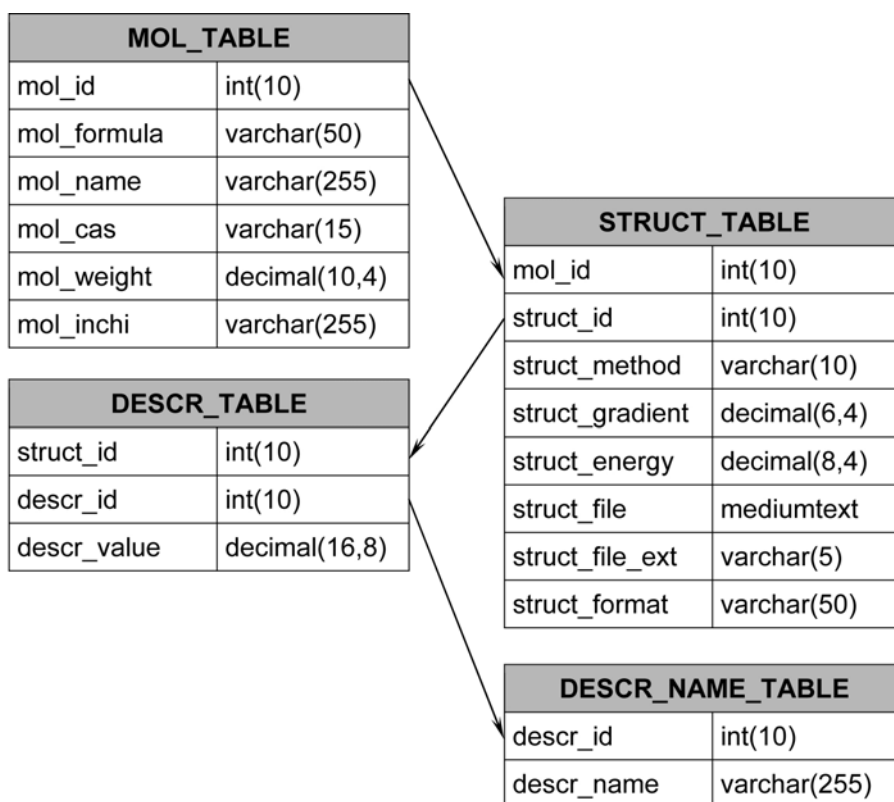 MOL_TABLE
mol_id int(10)
mol_formula varchar(50)
mol_name varchar(255)
mol_cas varchar(15)
mol_weight decimal(10,4)
mol_inchi varchar(255)
STRUCT_TABLE
mol_id int(10)
struct_id int(10)
struct_method varchar(10)
struct_gradient decimal(6,4)
struct_energy decimal(8,4)
struct_file mediumtext
struct_file_ext varchar(5)
struct_format varchar(50)
DESCR_TABLE
struct_id int(10)
descr_id int(10)
descr_value decimal(16,8)
DESCR_NAME_TABLE
descr_id int(10)
descr_name varchar(255)